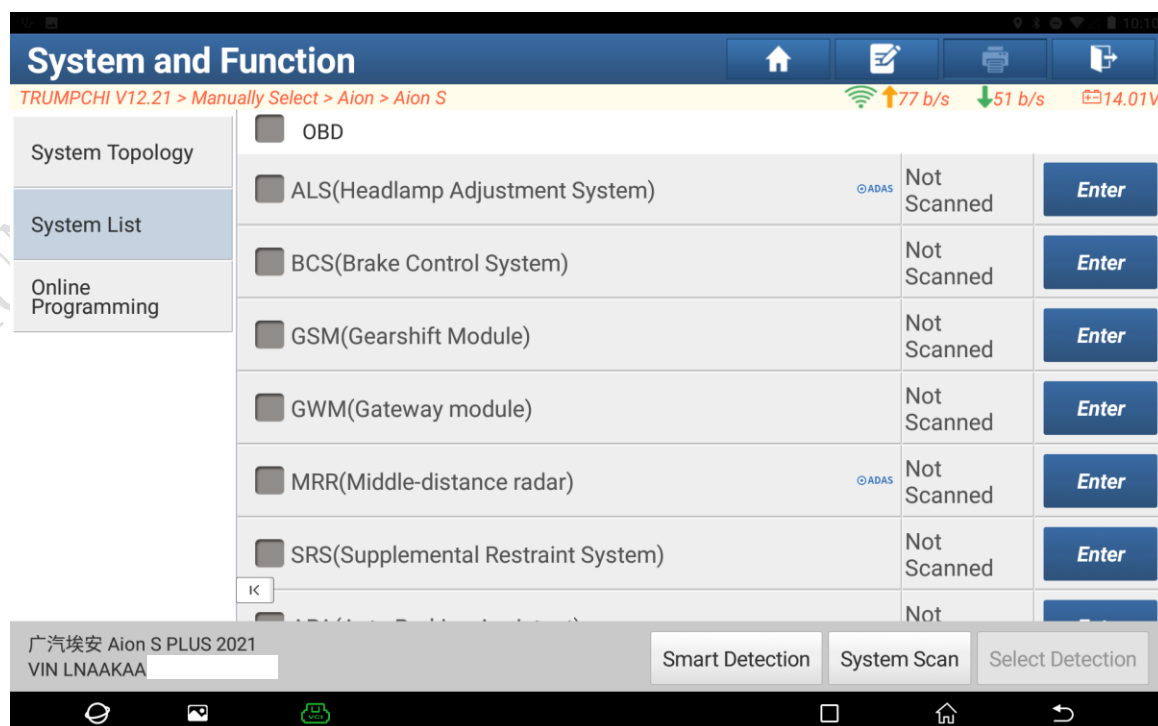 10:10
System and Function
TRUMPCHI V12.21 > Manually Select > Aion > Aion S
77 b/s
51 b/s
14.01V
System Topology
System List
Online
Programming
OBD
ALS(Headlamp Adjustment System)
ADAS
Not
Scanned
Enter
BCS(Brake Control System)
Not
Scanned
Enter
GSM(Gearshift Module)
Not
Scanned
Enter
GWM(Gateway module)
Not
Scanned
Enter
MRR(Middle-distance radar)
ADAS
Not
Scanned
Enter
SRS(Supplemental Restraint System)
Not
Scanned
Enter
Not
广汽埃安 Aion S PLUS 2021
VIN LNAAKAA
Smart Detection
System Scan
Select Detection
VCI